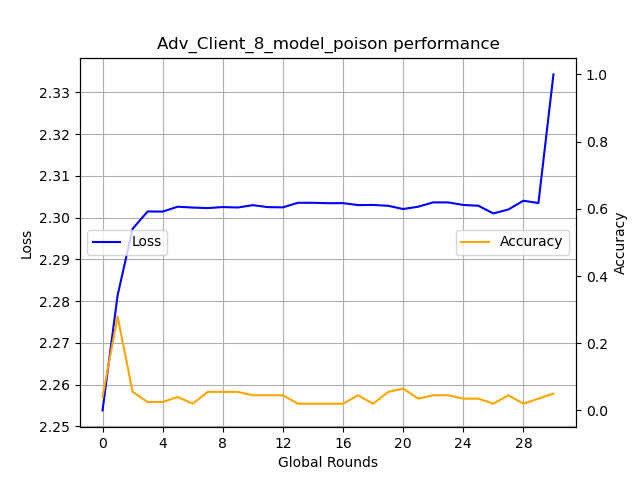 Adv_Client_8_model_poison performance
2.33
2.32
2.31
2.30
2.29
2.28
2.27
2.26
2.25
Loss
Loss
Accuracy
1.0
0.8
0.6
0.4
0.2
0.0
Accuracy
0 4 8 12 16 20 24 28
Global Rounds